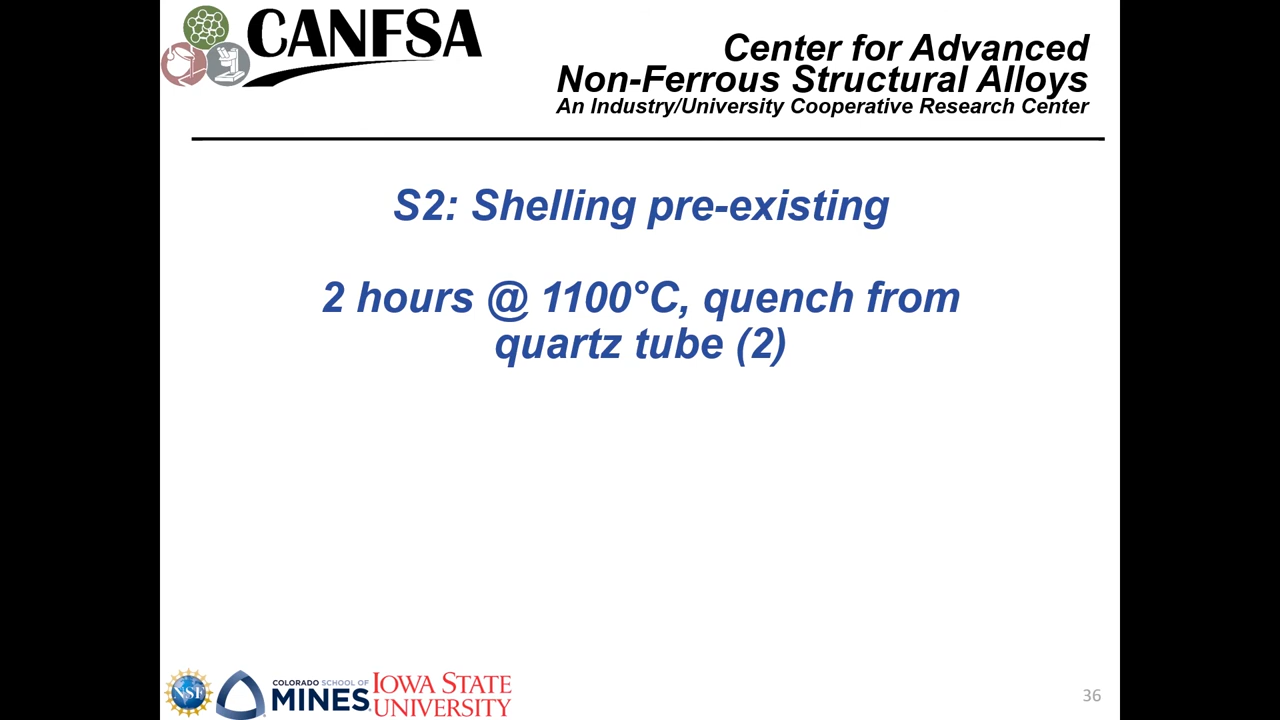 CANFSA
Center for Advanced
Non-Ferrous Structural Alloys
An Industry/University Cooperative Research Center
S2: Shelling pre-existing
2 hours @ 1100°C, quench from
quartz tube (2)
NSF
COLORADO SCHOOL OF
MINES
IOWA STATE
UNIVERSITY
36